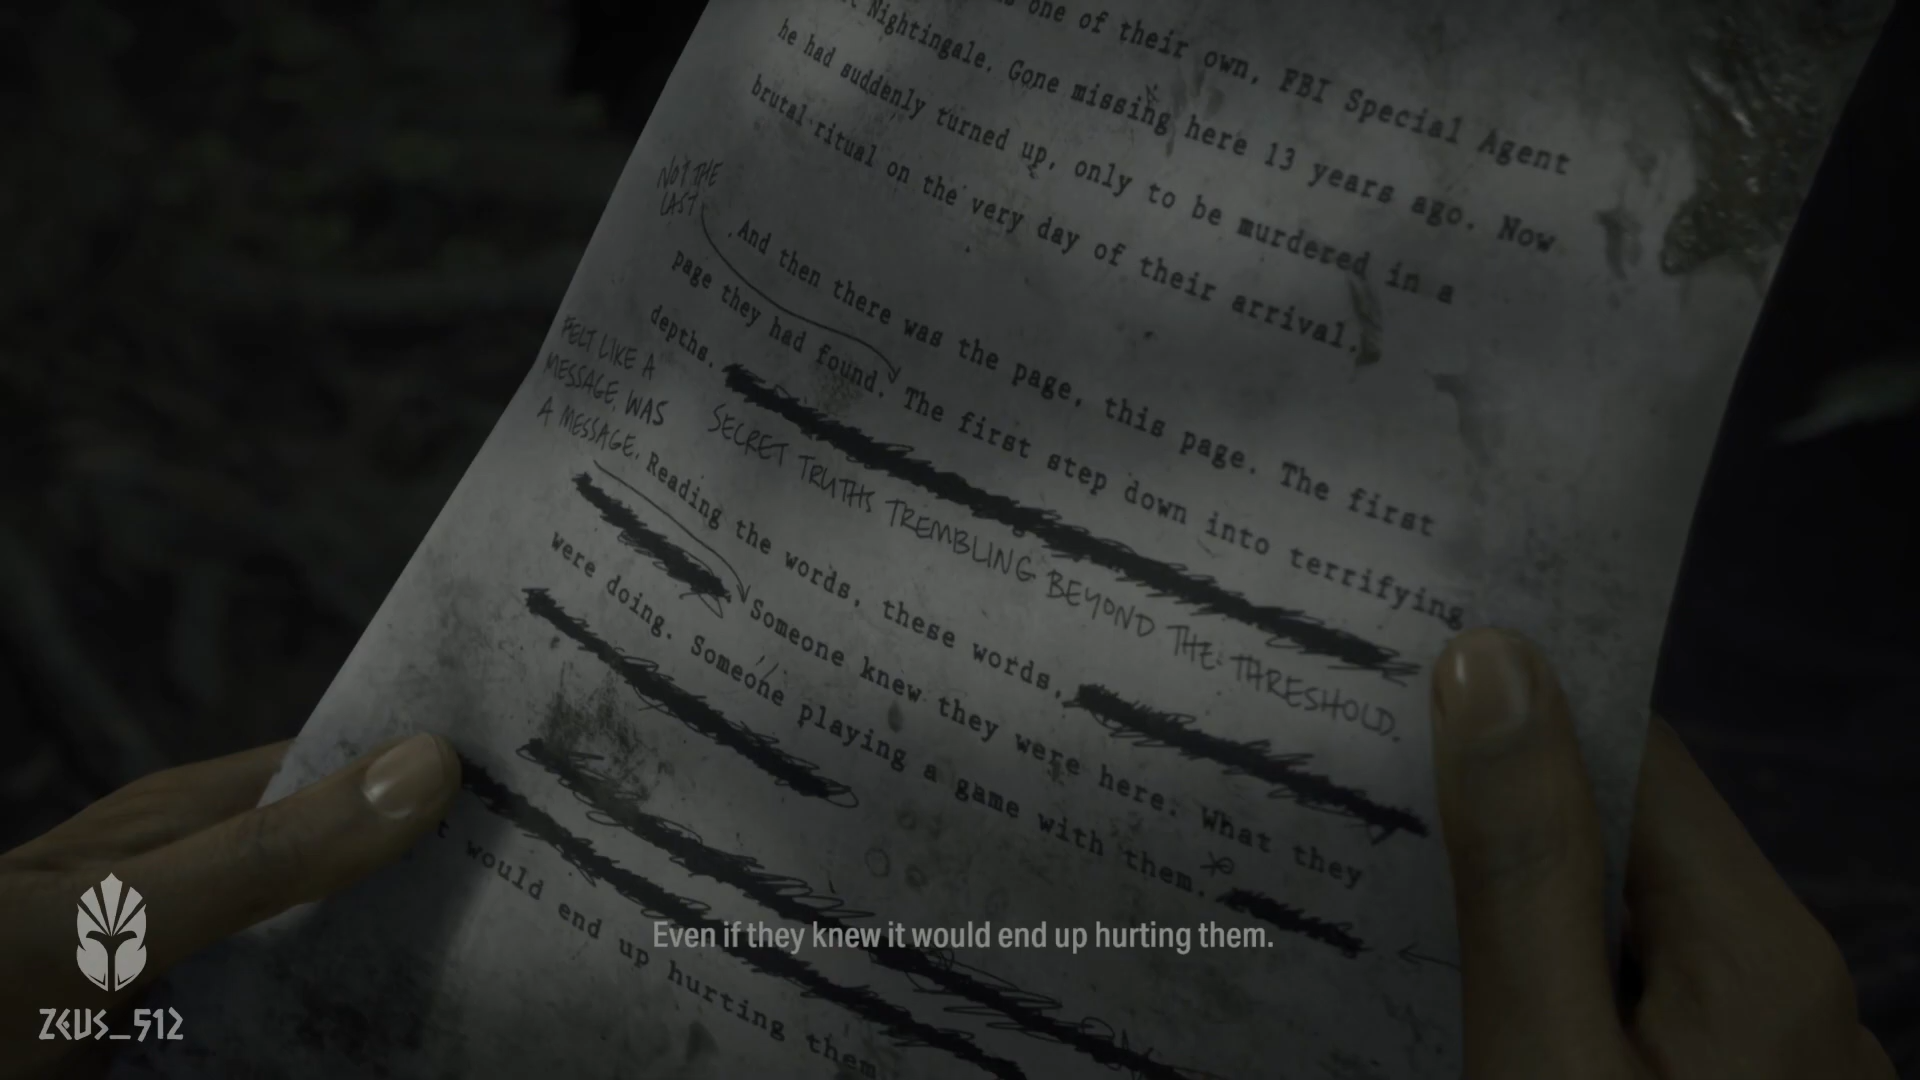 one of their own, FBI Special Agent
Nightingale. Gone missing here 13 years ago. Now
he had suddenly turned up, only to be murdered in a
brutal ritual on the very day of their arrival.
NOT THE
LAST
And then there was the page, this page. The first
page they had found. The first step down into terrifying
depths.
SECRET TRUTHS TREMBLING BEYOND THE THRESHOLD.
FELT LIKE A
MESSAGE. WAS
A MESSAGE.
Reading the words, these words,
Someone knew they were here. What they
were doing. Someone playing a game with them.
would end up hurting them
Even if they knew it would end up hurting them.
ZEUS_512